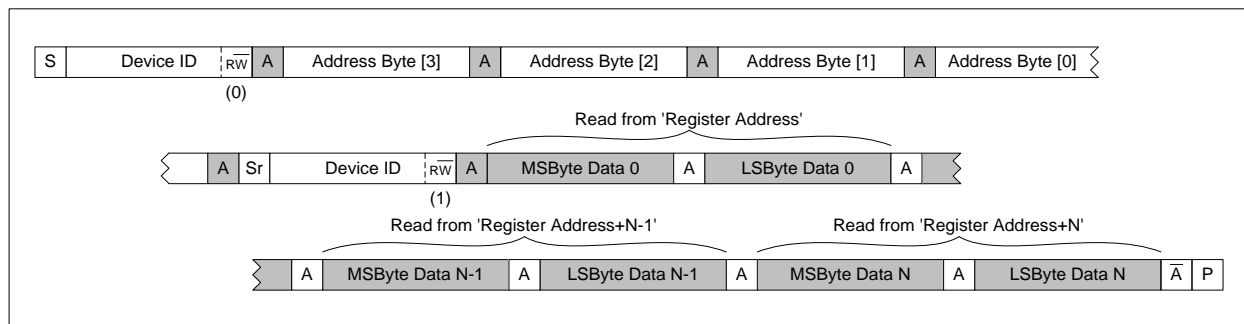 S Device ID RW A Address Byte [3] A Address Byte [2] A Address Byte [1] A Address Byte [0]
(0)
Read from 'Register Address'
A Sr Device ID RW A MSByte Data 0 A LSByte Data 0 A
(1)
Read from 'Register Address+N-1' Read from 'Register Address+N'
A MSByte Data N-1 A LSByte Data N-1 A MSByte Data N A LSByte Data N A P